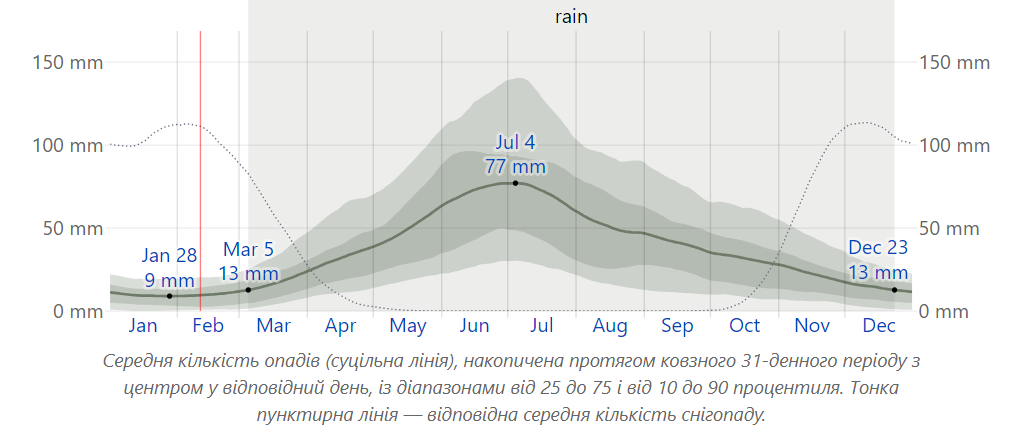 rain
150 mm 150 mm
100 mm 100 mm
Jul 4
77 mm
50 mm 50 mm
Jan 28 Mar 5 Dec 23
9 mm 13 mm 13 mm
0 mm 0 mm
Jan Feb Mar Apr May Jun Jul Aug Sep Oct Nov Dec
Середня кількість опадів (суцільна лінія), накопичена протягом ковзного 31-денного періоду з
центром у відповідний день, із діапазонами від 25 до 75 і від 10 до 90 процентиля. Тонка
пунктирна лінія — відповідна середня кількість снігопаду.